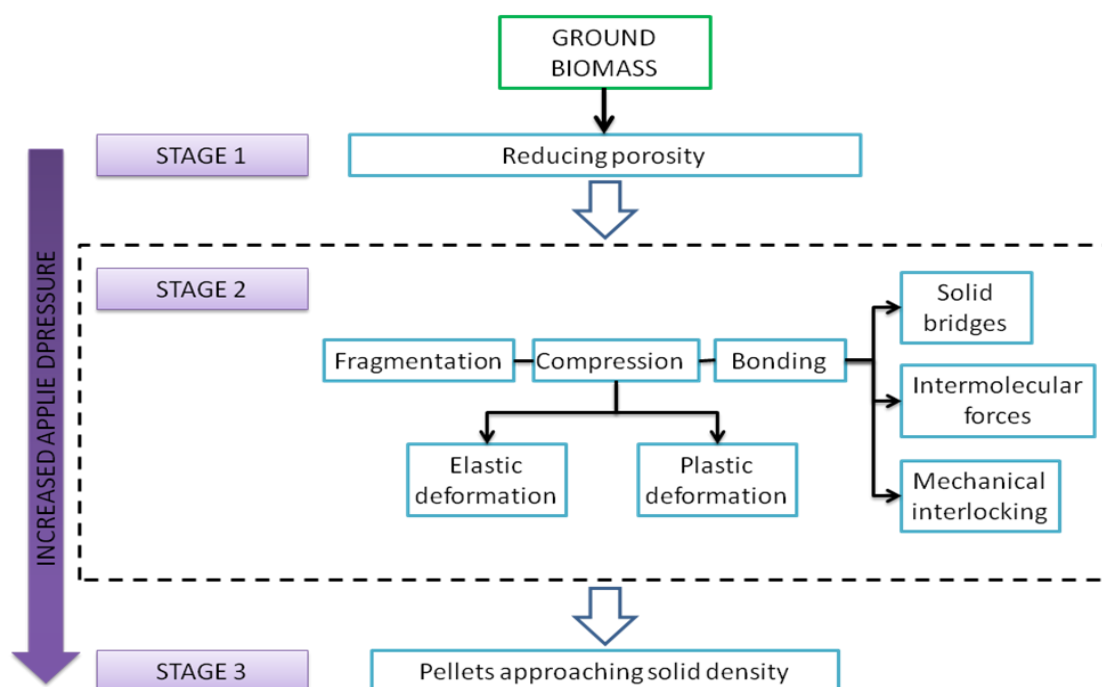 GROUND
BIOMASS
STAGE 1
Reducing porosity
INCREASED APPLIE DPRESSURE
STAGE 2
Solid
bridges
Fragmentation
Compression
Bonding
Intermolecular
forces
Elastic
deformation
Plastic
deformation
Mechanical
interlocking
STAGE 3
Pellets approaching solid density